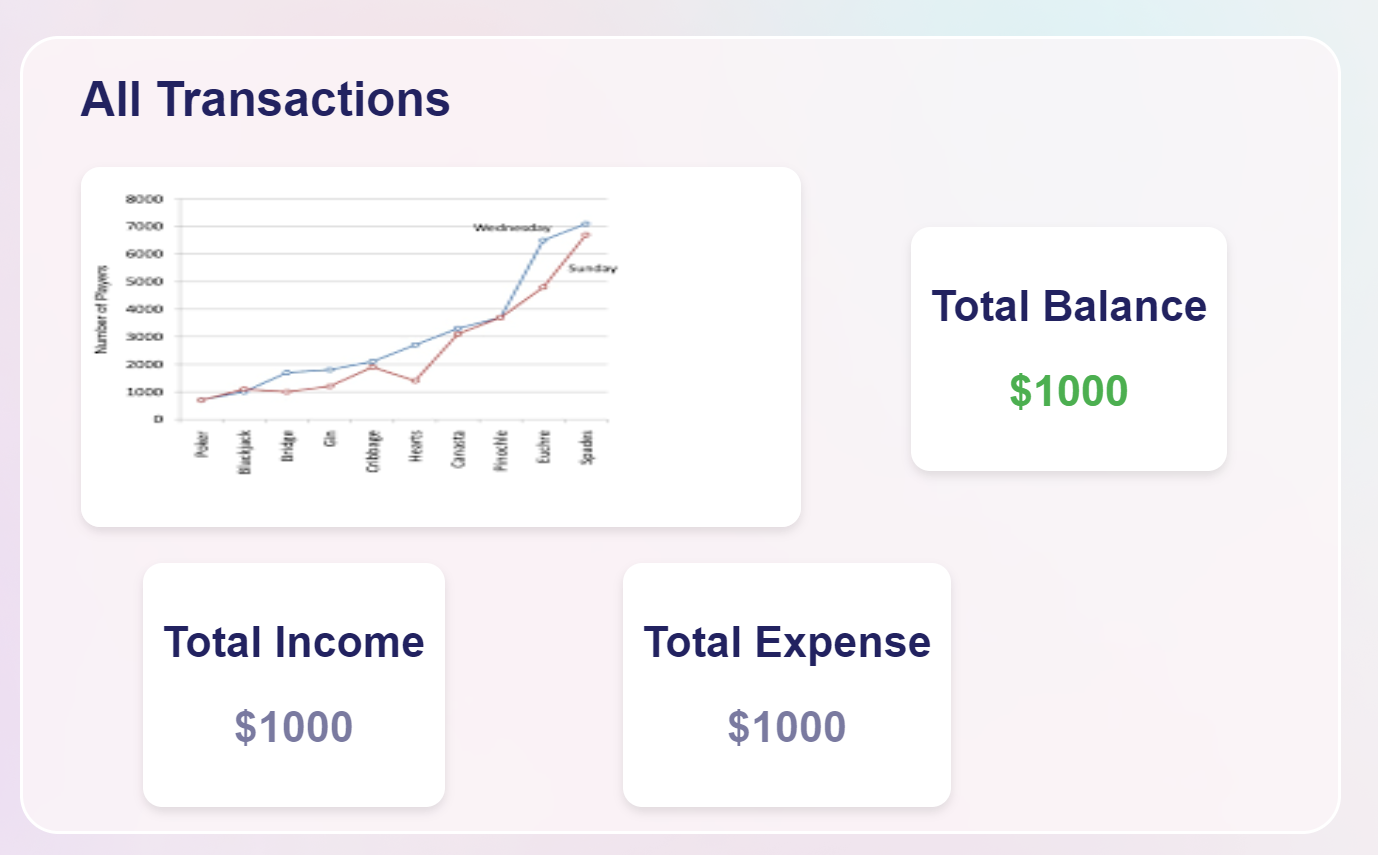 All Transactions
8000
7000
6000
5000
4000
3000
2000
1000
0
Number of Players
Wednesday
Sunday
Poker
Blackjack
Bridge
Gin
Cribbage
Hearts
Canasta
Pinochle
Euchre
Spades
Total Balance
$1000
Total Income
$1000
Total Expense
$1000